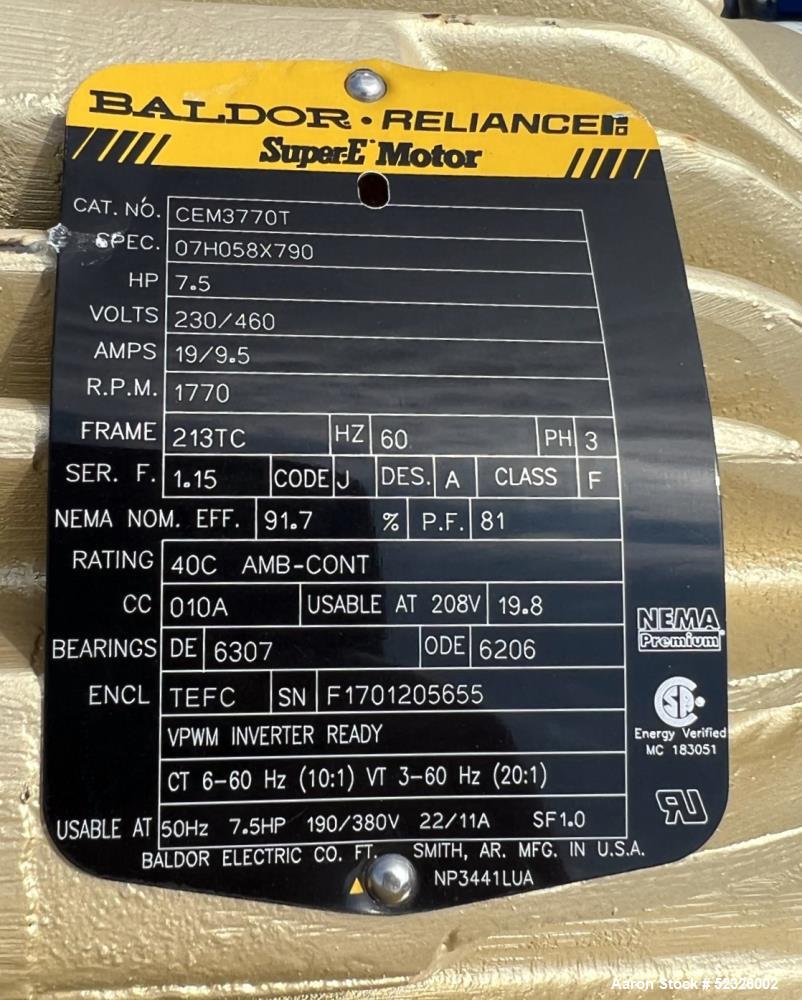 BALDOR • RELIANCE
Super-E Motor
CAT. NO. CEM3770T
SPEC. 07H058X790
HP 7.5
VOLTS 230/460
AMPS 19/9.5
R.P.M. 1770
FRAME 213TC HZ 60 PH 3
SER. F. 1.15 CODE J DES. A CLASS F
NEMA NOM. EFF. 91.7 % P.F. 81
RATING 40C AMB-CONT
CC 010A USABLE AT 208V 19.8
BEARINGS DE 6307 ODE 6206
ENCL TEFC SN F1701205655
VPWM INVERTER READY
CT 6-60 Hz (10:1) VT 3-60 Hz (20:1)
USABLE AT 50Hz 7.5HP 190/380V 22/11A SF1.0
BALDOR ELECTRIC CO. FT. SMITH, AR. MFG. IN U.S.A.
NP3441LUA
NEMA
Premium
Energy Verified
MC 183051
Aaron Stock # 52328002